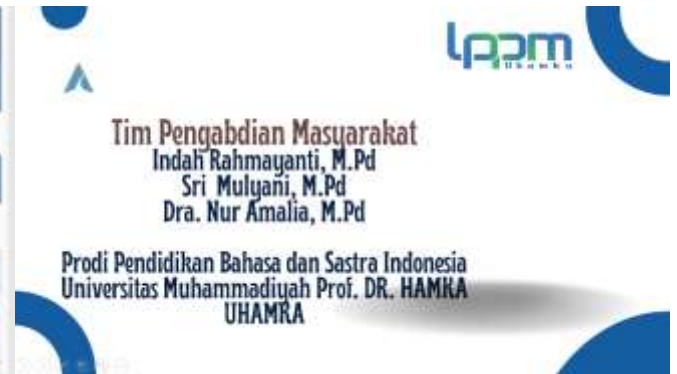 lppm
Uhamka
Tim Pengabdian Masyarakat
Indah Rahmayanti, M.Pd
Sri Mulyani, M.Pd
Dra. Nur Amalia, M.Pd
Prodi Pendidikan Bahasa dan Sastra Indonesia
Universitas Muhammadiyah Prof. DR. HAMKA
UHAMKA